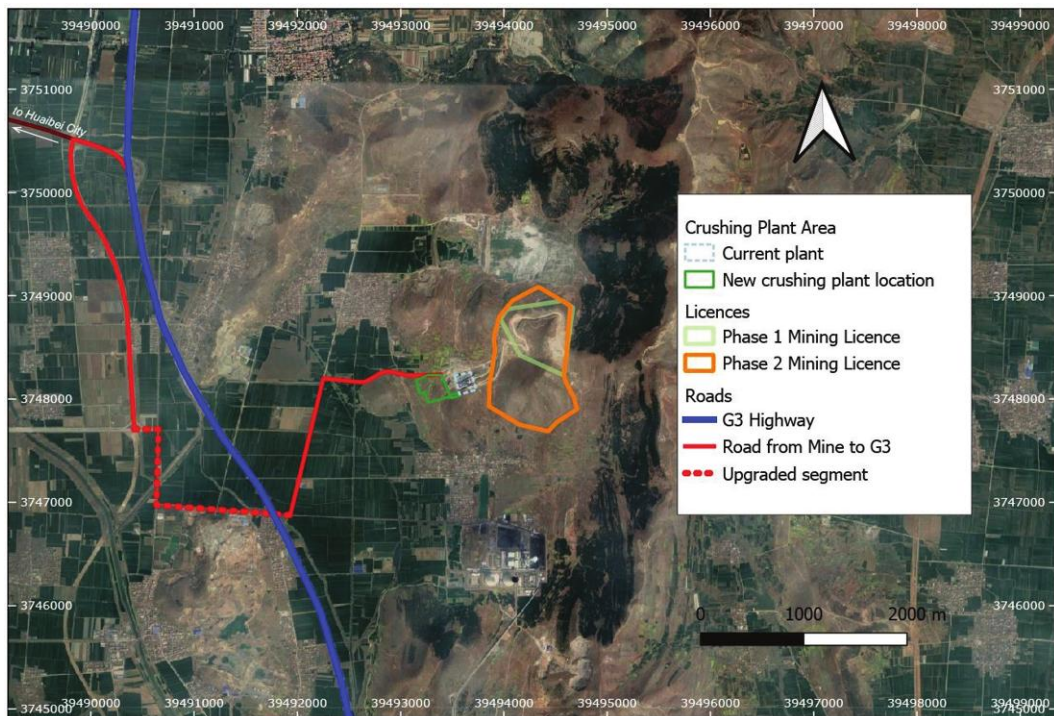 39490000 39491000 39492000 39493000 39494000 39495000 39496000 39497000 39498000 39499000
3751000 3751000
to Huaibei City
3750000 3750000
Crushing Plant Area
Current plant
New crushing plant location
3749000 3749000
Licences
Phase 1 Mining Licence
Phase 2 Mining Licence
3748000 3748000
Roads
G3 Highway
Road from Mine to G3
Upgraded segment
3747000 3747000
3746000 3746000
0 1000 2000 m
3745000 3745000
39490000 39491000 39492000 39493000 39494000 39495000 39496000 39497000 39498000 39499000